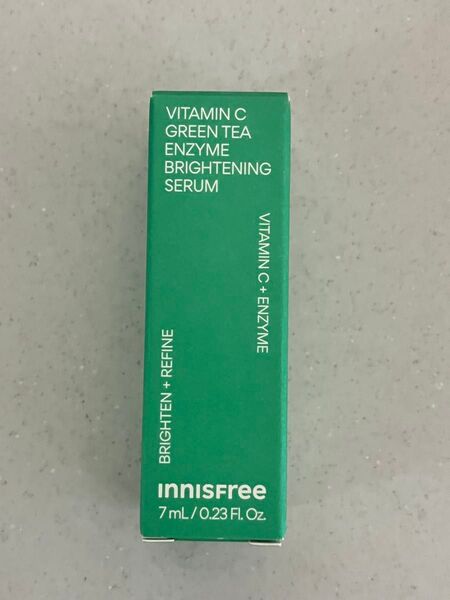 VITAMIN C
GREEN TEA
ENZYME
BRIGHTENING
SERUM
VITAMIN C + ENZYME
BRIGHTEN + REFINE
innisfree
7 mL / 0.23 Fl. Oz.